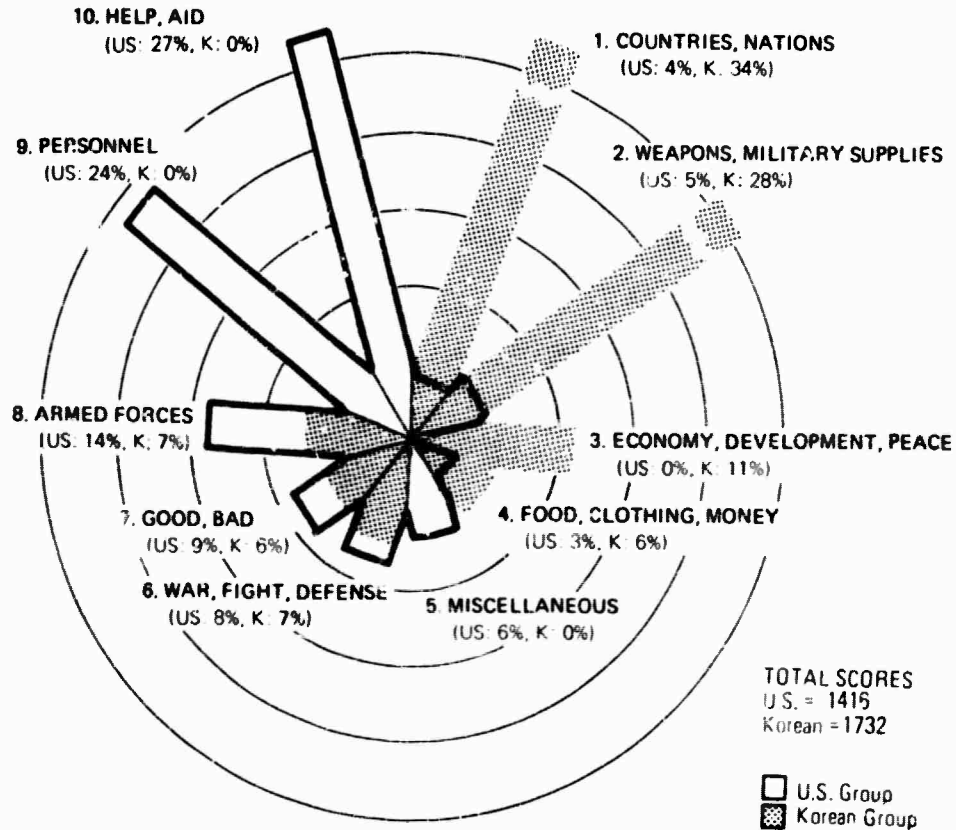 10. HELP, AID
(US: 27%, K: 0%)
1. COUNTRIES, NATIONS
(US: 4%, K: 34%)
9. PERSONNEL
(US: 24%, K: 0%)
2. WEAPONS, MILITARY SUPPLIES
(US: 5%, K: 28%)
8. ARMED FORCES
(US: 14%, K: 7%)
3. ECONOMY, DEVELOPMENT, PEACE
(US: 0%, K: 11%)
7. GOOD, BAD
(US: 9%, K: 6%)
4. FOOD, CLOTHING, MONEY
(US: 3%, K: 6%)
6. WAR, FIGHT, DEFENSE
(US: 8%, K: 7%)
5. MISCELLANEOUS
(US: 6%, K: 0%)
TOTAL SCORES
U.S. = 1416
Korean = 1732
U.S. Group
Korean Group